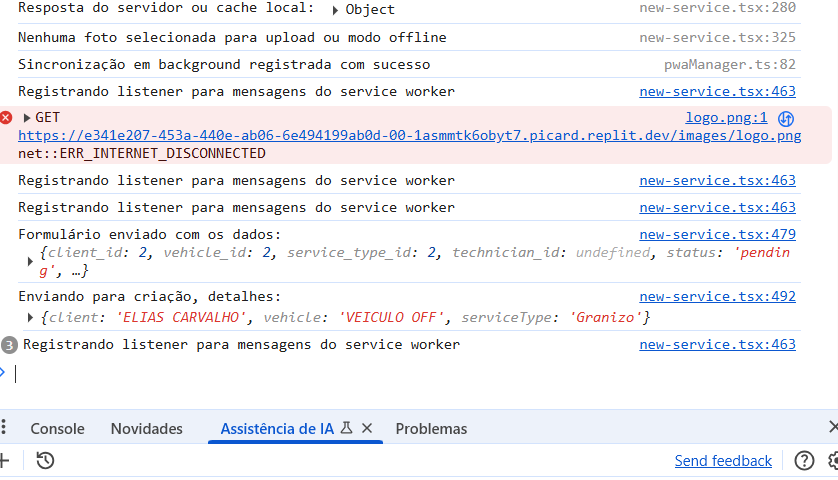 Resposta do servidor ou cache local: ▶ Object new-service.tsx:280
Nenhuma foto selecionada para upload ou modo offline new-service.tsx:325
Sincronização em background registrada com sucesso pwaManager.ts:82
Registrando listener para mensagens do service worker new-service.tsx:463
▶ GET logo.png:1
https://e341e207-453a-440e-ab06-6e494199ab0d-00-1asmmtk6obyt7.picard.replit.dev/images/logo.png
net::ERR_INTERNET_DISCONNECTED
Registrando listener para mensagens do service worker new-service.tsx:463
Registrando listener para mensagens do service worker new-service.tsx:463
Formulário enviado com os dados: new-service.tsx:479
{client_id: 2, vehicle_id: 2, service_type_id: 2, technician_id: undefined, status: 'pendin
▶ g', …}
Enviando para criação, detalhes: new-service.tsx:492
▶ {client: 'ELIAS CARVALHO', vehicle: 'VEICULO OFF', serviceType: 'Granizo'}
3 Registrando listener para mensagens do service worker new-service.tsx:463
Console Novidades Assistência de IA Problemas
Send feedback